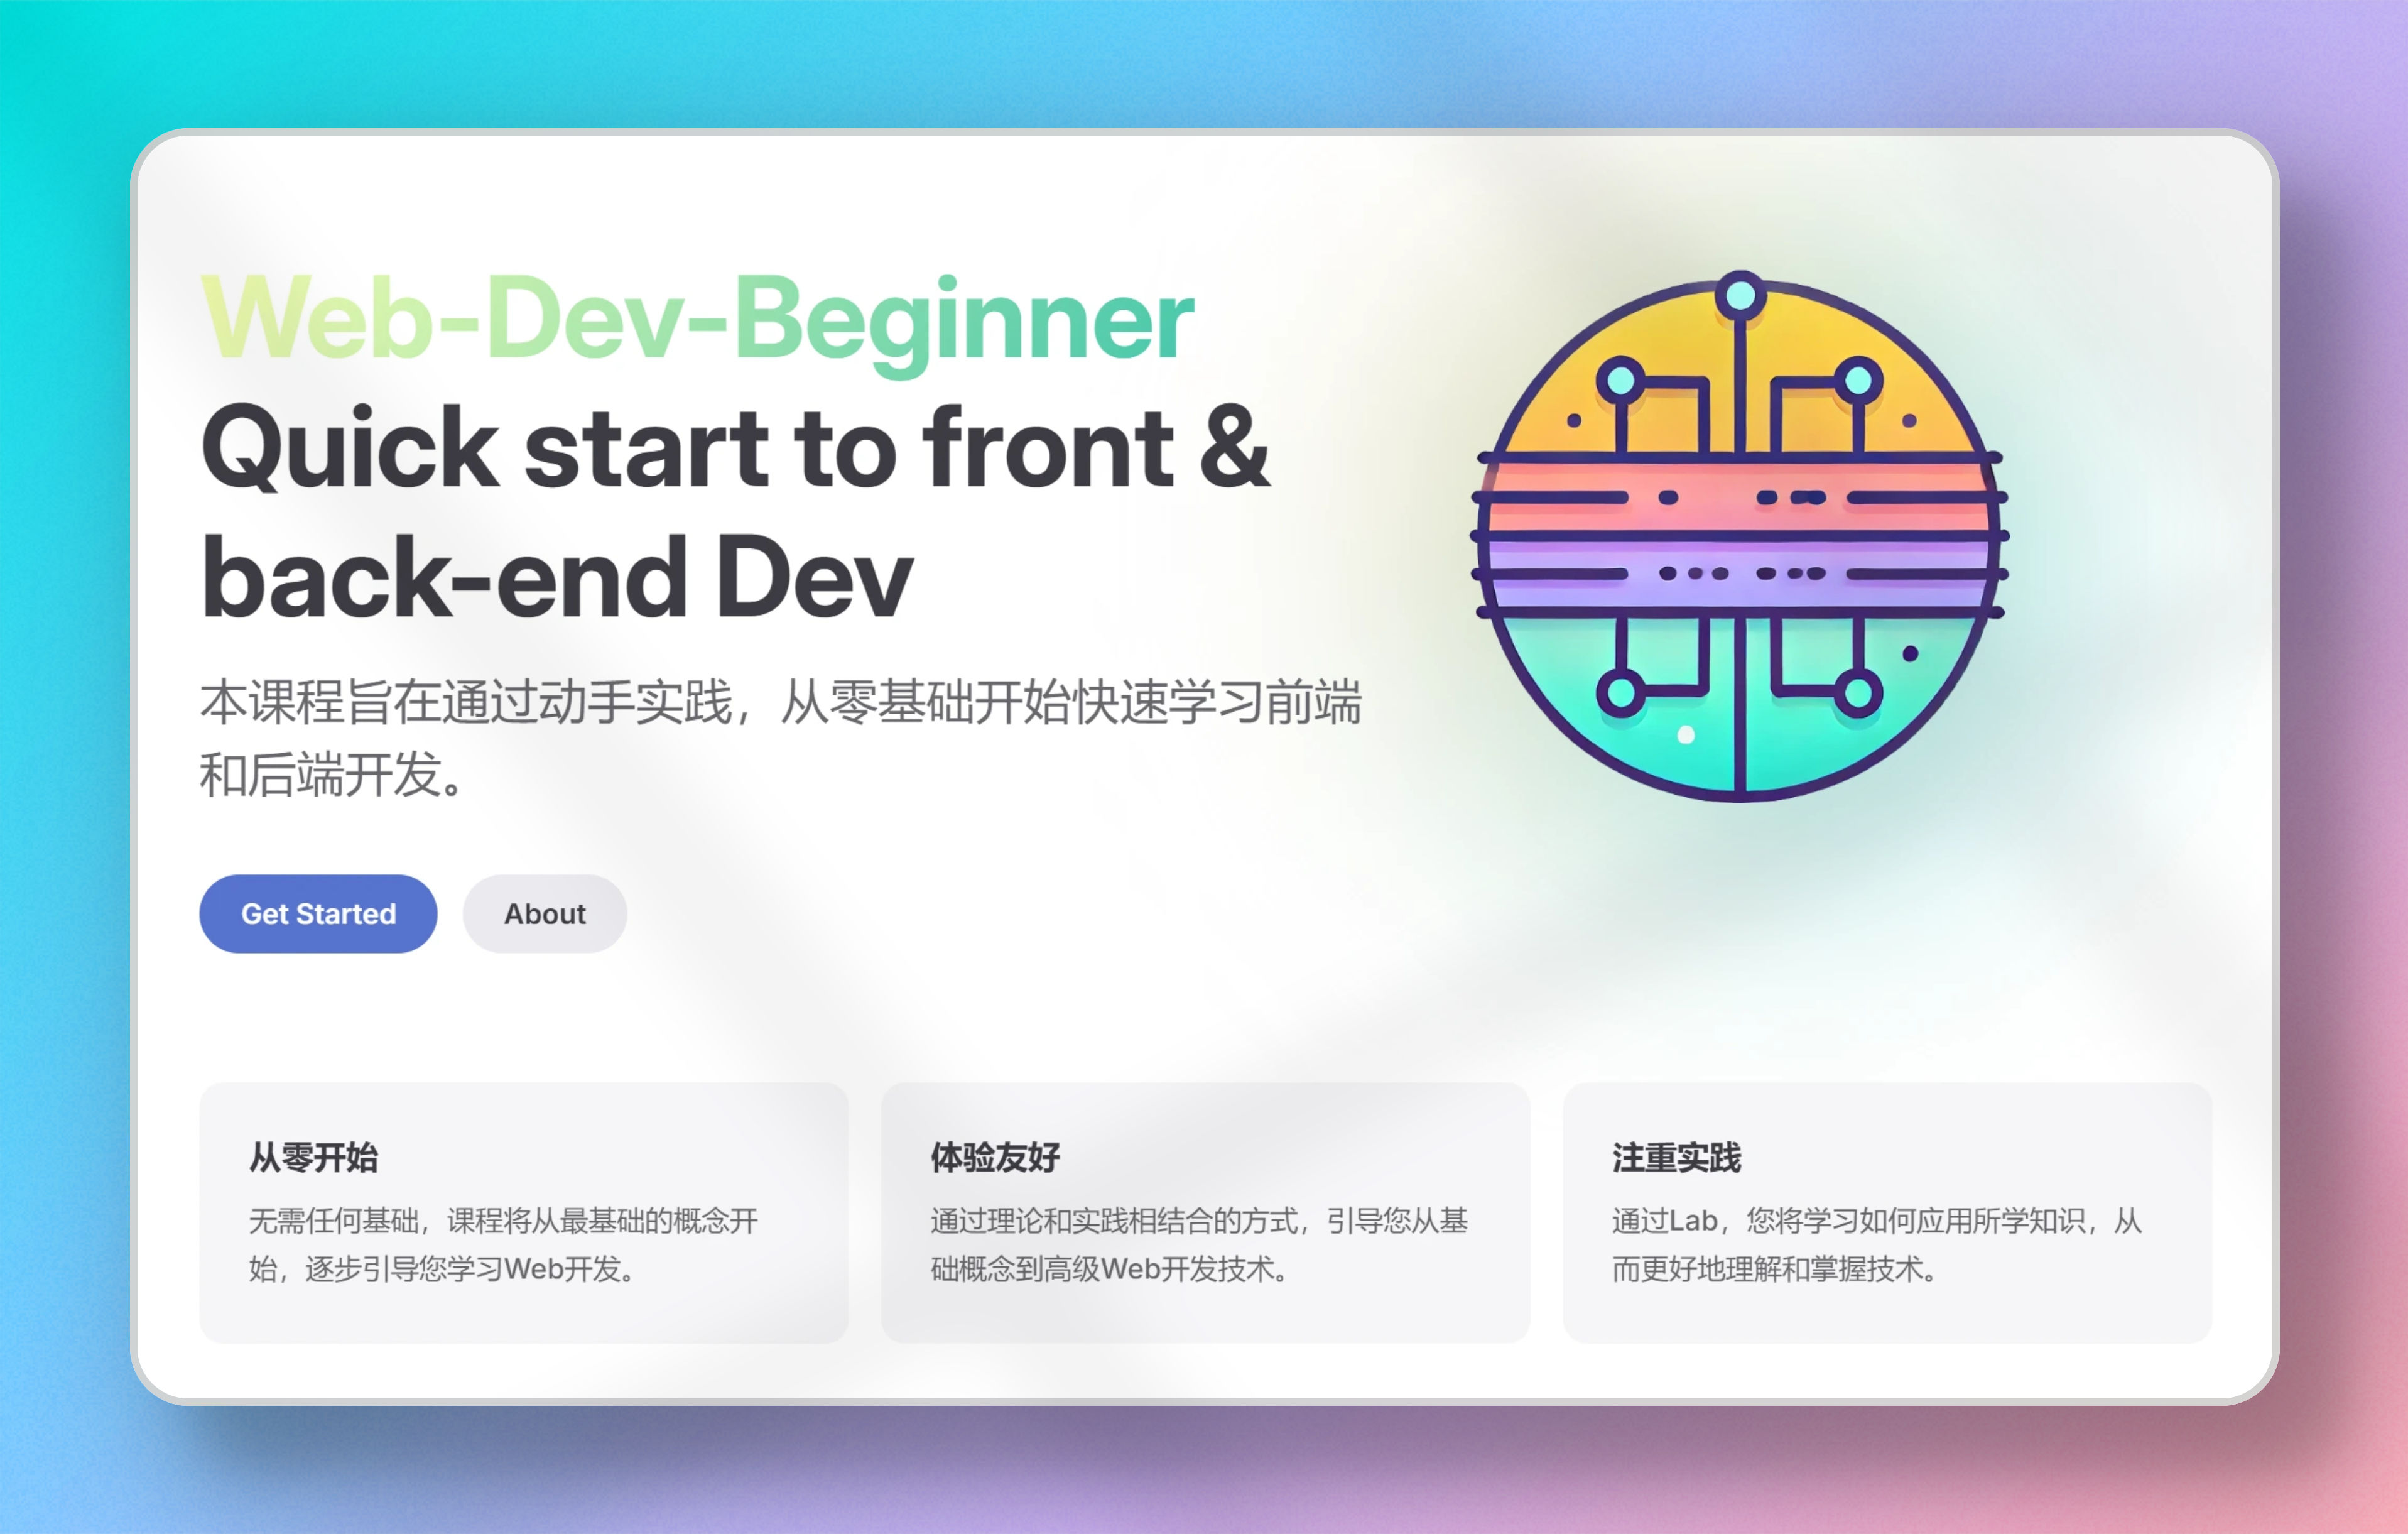 Web-Dev-Beginner
Quick start to front &
back-end Dev
本课程旨在通过动手实践，从零基础开始快速学习前端
和后端开发。
Get Started
About
从零开始
无需任何基础，课程将从最基础的概念开
始，逐步引导您学习Web开发。
体验友好
通过理论和实践相结合的方式，引导您从基
础概念到高级Web开发技术。
注重实践
通过Lab，您将学习如何应用所学知识，从
而更好地理解和掌握技术。